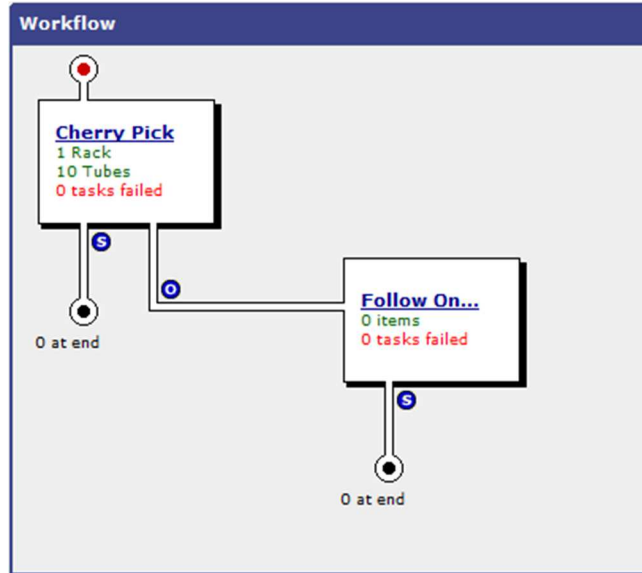 Workflow
Cherry Pick
1 Rack
10 Tubes
0 tasks failed
S
O
0 at end
Follow On...
0 items
0 tasks failed
S
0 at end